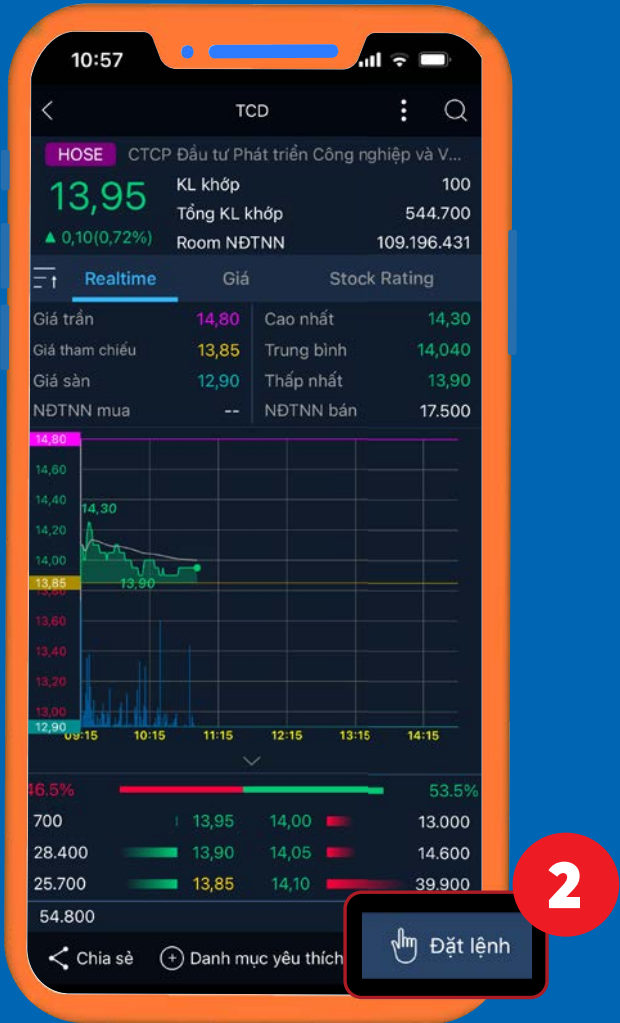 10:57
TCD
HOSE CTCP Đầu tư Phát triển Công nghiệp và V...
13,95
▲ 0,10(0,72%)
KL khớp 100
Tổng KL khớp 544.700
Room NĐTNN 109.196.431
Realtime Giá Stock Rating
Giá trần 14,80 Cao nhất 14,30
Giá tham chiếu 13,85 Trung bình 14,040
Giá sàn 12,90 Thấp nhất 13,90
NĐTNN mua -- NĐTNN bán 17.500
14,80
14,60
14,40
14,30
14,20
14,00
13,85
13,90
13,80
13,60
13,40
13,20
13,00
12,90
09:15 10:15 11:15 12:15 13:15 14:15
46.5% 53.5%
700 13,95 14,00 13.000
28.400 13,90 14,05 14.600
25.700 13,85 14,10 39.900
54.800
2
Chia sẻ Danh mục yêu thích Đặt lệnh